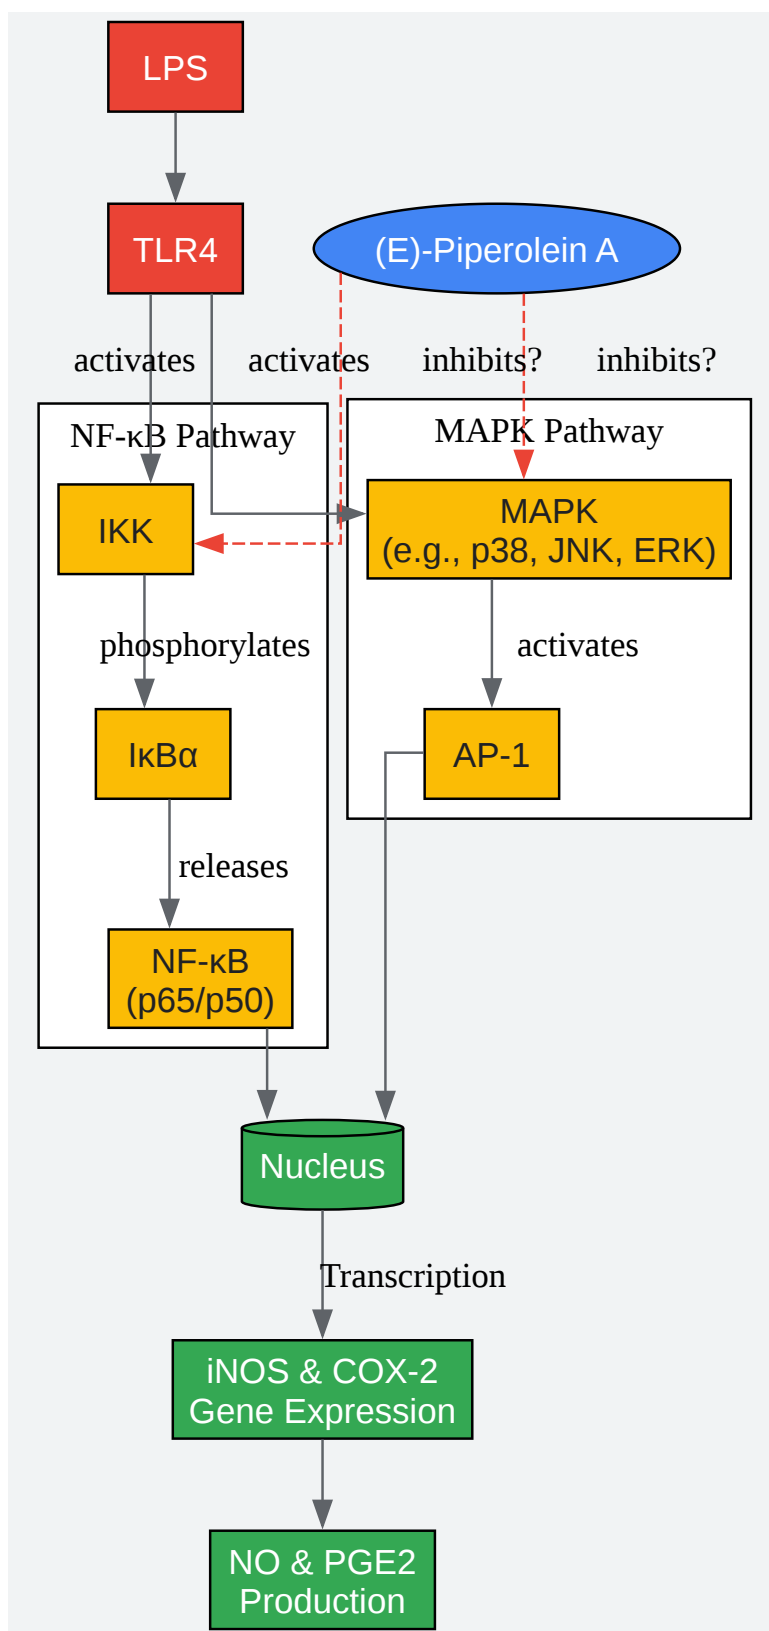 LPS
TLR4
(E)-Piperolein A
activates
activates
inhibits?
inhibits?
NF-κB Pathway
MAPK Pathway
IKK
MAPK
(e.g., p38, JNK, ERK)
phosphorylates
activates
IκBα
AP-1
releases
NF-κB
(p65/p50)
Nucleus
Transcription
iNOS & COX-2
Gene Expression
NO & PGE2
Production